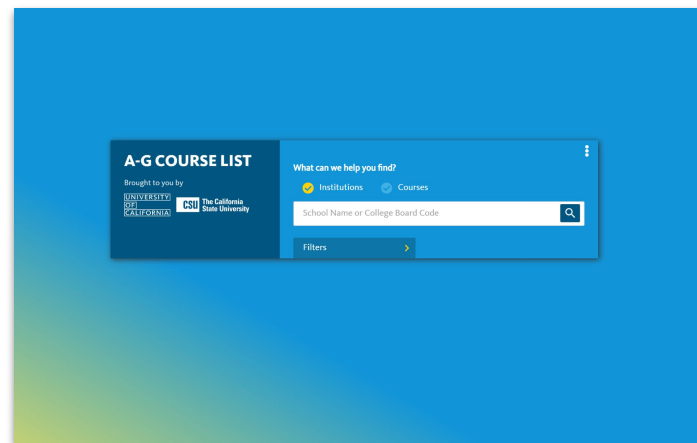 A-G COURSE LIST
Brought to you by
UNIVERSITY
OF
CALIFORNIA
CSU The California
State University
What can we help you find?
Institutions
Courses
School Name or College Board Code
Filters